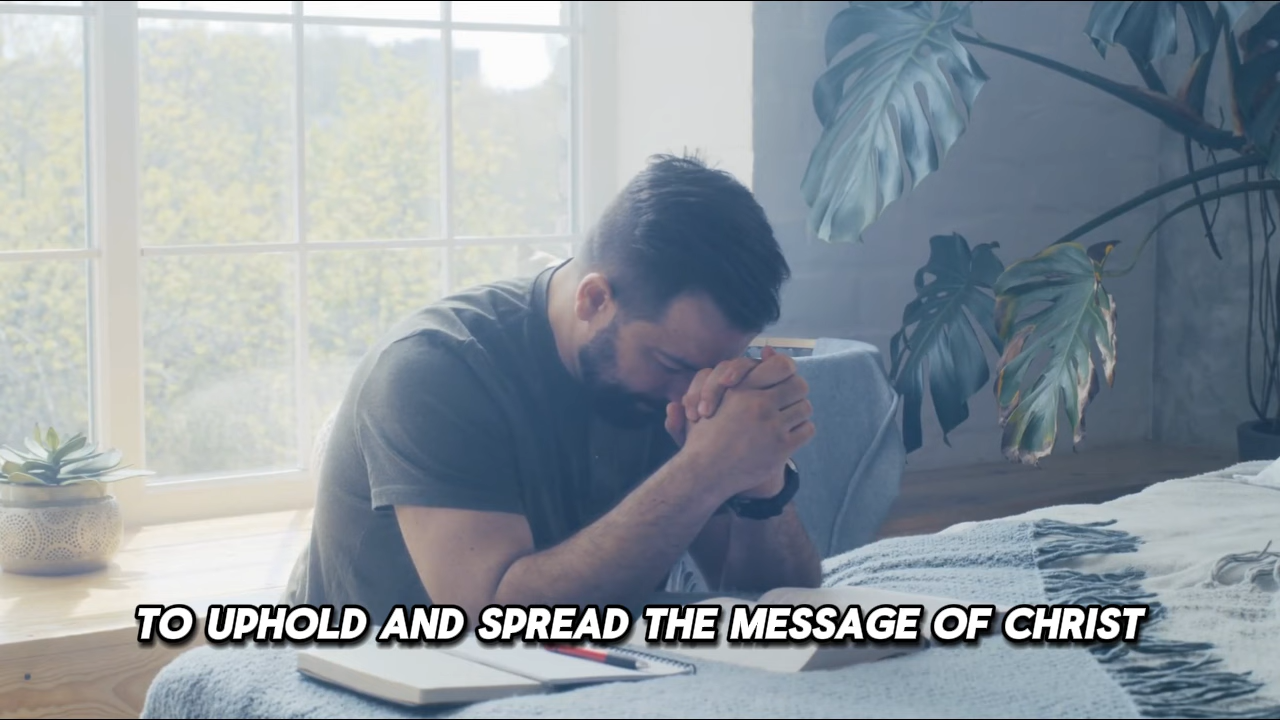 TO UPHOLD AND SPREAD THE MESSAGE OF CHRIST